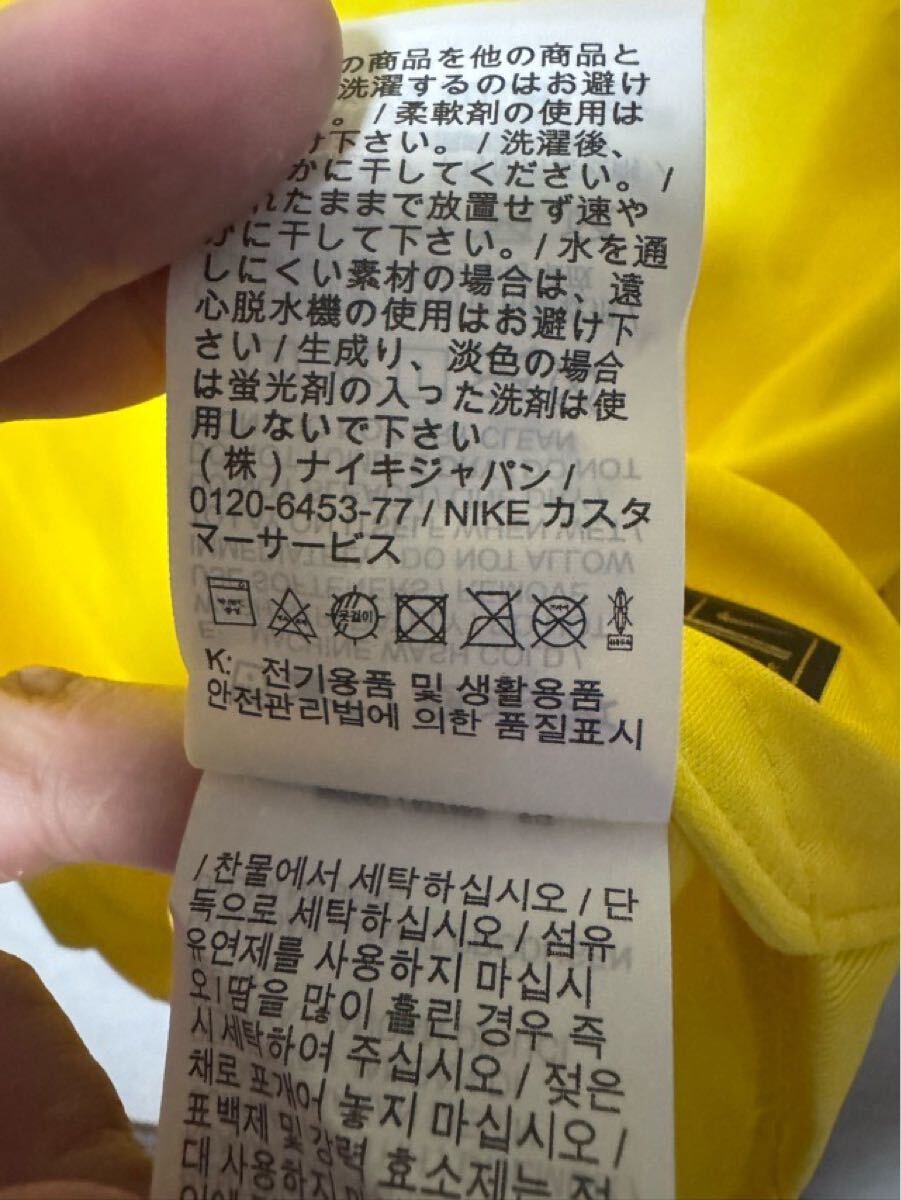 の商品を他の商品と
洗濯するのはお避け
。/ 柔軟剤の使用は
け下さい。/ 洗濯後、
かに干してください。/
れたままで放置せず速や
かに干して下さい。/ 水を通
しにくい素材の場合は、遠
心脱水機の使用はお避け下
さい / 生成り、淡色の場合
は蛍光剤の入った洗剤は使
用しないで下さい
(株)ナイキジャパン /
0120-6453-77 / NIKE カスタ
マーサービス
옷걸이
K: 전기용품 및 생활용품
안전관리법에 의한 품질표시
/ 찬물에서 세탁하십시오 / 단
독으로 세탁하십시오 / 섬유
유연제를 사용하지 마십시
오 | 땀을 많이 흘린 경우 즉
시 세탁하여 주십시오 / 젖은
채로 포개어 놓지 마십시오 /
표백제 및 강력 효소제는 절
대 사용하지